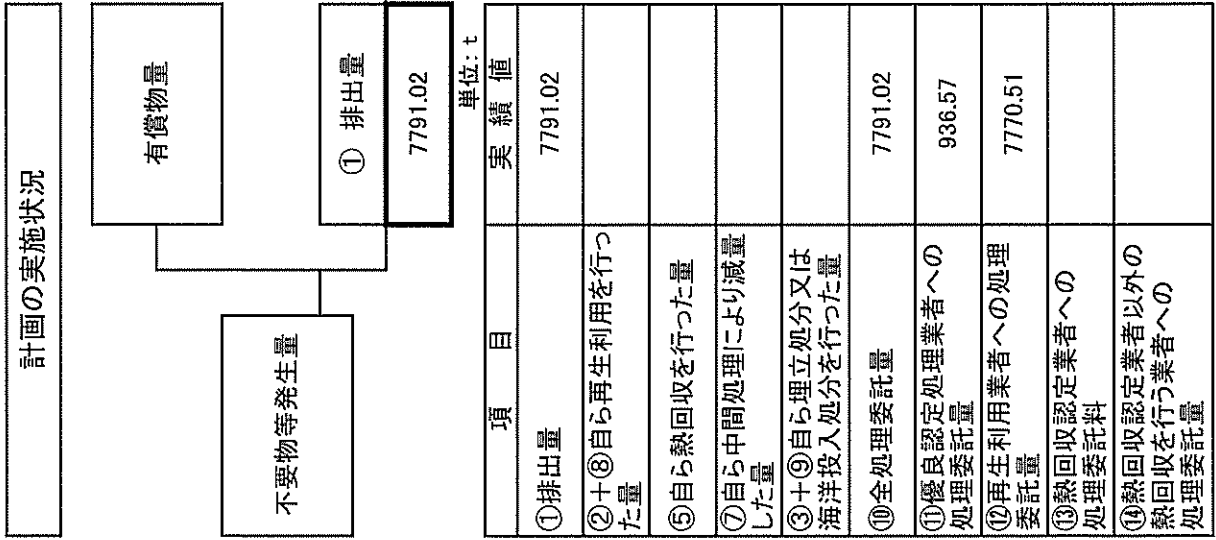 計画の実施状況
有償物量
不要物等発生量
① 排出量
7791.02
単位:t
項 目 実 績 値
①排出量 7791.02
②+⑧自ら再生利用を行っ
た量
⑤自ら熱回収を行った量
⑦自ら中間処理により減量
した量
③+⑨自ら埋立処分又は
海洋投入処分を行った量
⑩全処理委託量 7791.02
⑪優良認定処理業者への
処理委託量 936.57
⑫再生利用業者への処理
委託量 7770.51
⑬熱回収認定業者への
処理委託料
⑭熱回収認定業者以外の
熱回収を行う業者への
処理委託量